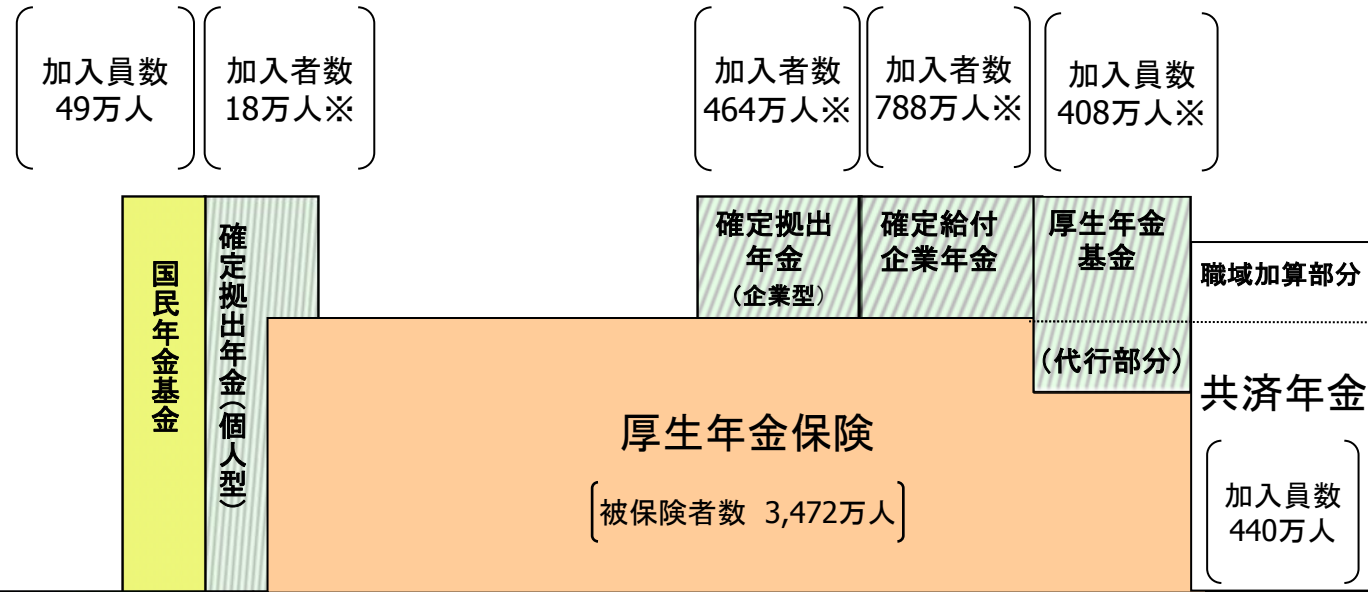 加入員数
49万人
加入者数
18万人※
加入者数
464万人※
加入者数
788万人※
加入員数
408万人※
国民年金基金
確定拠出年金(個人型)
確定拠出
年金
(企業型)
確定給付
企業年金
厚生年金
基金
(代行部分)
職域加算部分
共済年金
加入員数
440万人
厚生年金保険
被保険者数 3,472万人